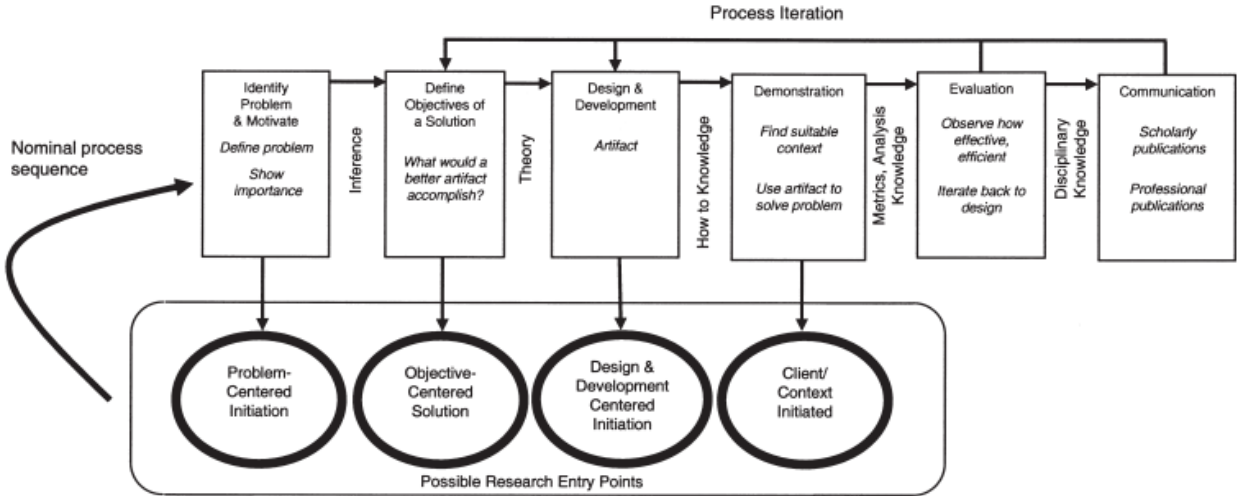 Process Iteration
Nominal process
sequence
Identify
Problem
& Motivate
Define problem
Show
importance
Inference
Define
Objectives of
a Solution
What would a
better artifact
accomplish?
Theory
Design &
Development
Artifact
How to Knowledge
Demonstration
Find suitable
context
Use artifact to
solve problem
Metrics, Analysis
Knowledge
Evaluation
Observe how
effective,
efficient
Iterate back to
design
Disciplinary
Knowledge
Communication
Scholarly
publications
Professional
publications
Problem-
Centered
Initiation
Objective-
Centered
Solution
Design &
Development
Centered
Initiation
Client/
Context
Initiated
Possible Research Entry Points